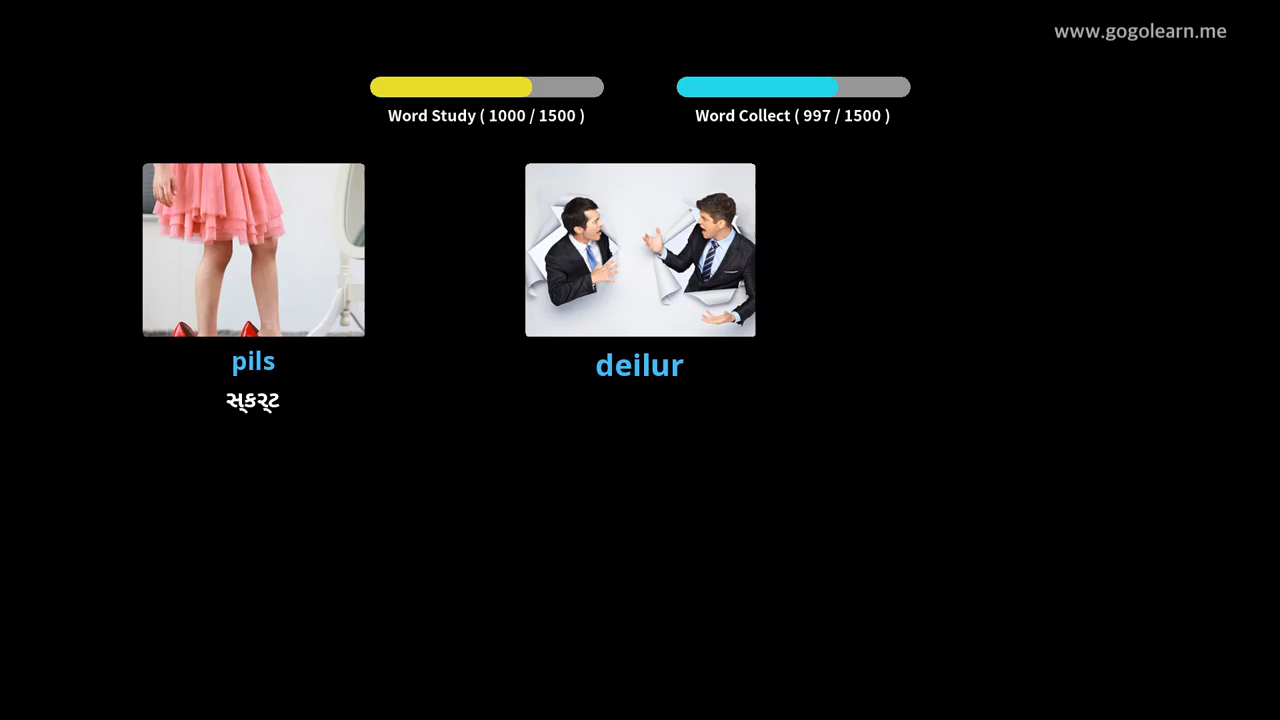 www.gogolearn.me
Word Study ( 1000 / 1500 )
Word Collect ( 997 / 1500 )
pils
સ્કર્ટ
deilur